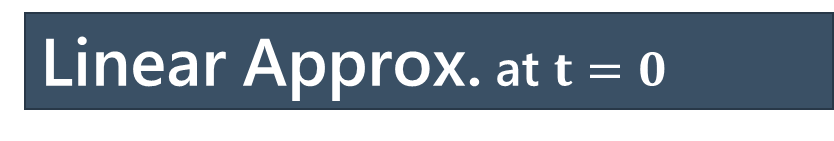 Linear Approx. at t = 0